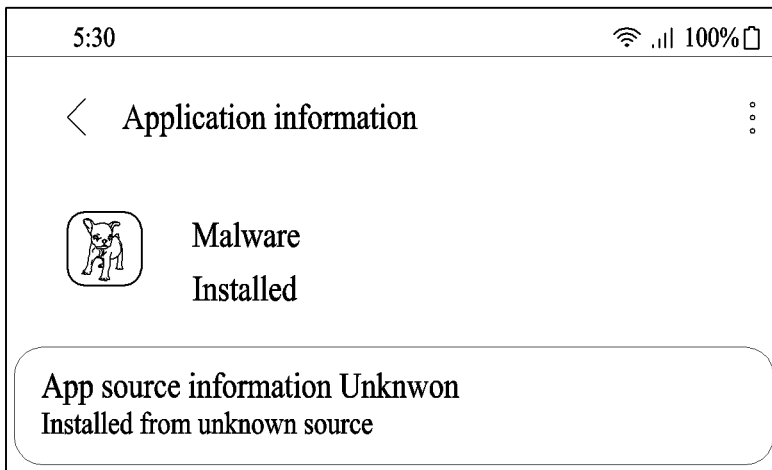 5:30 100%
Application information
Malware
Installed
App source information Unknwon
Installed from unknown source